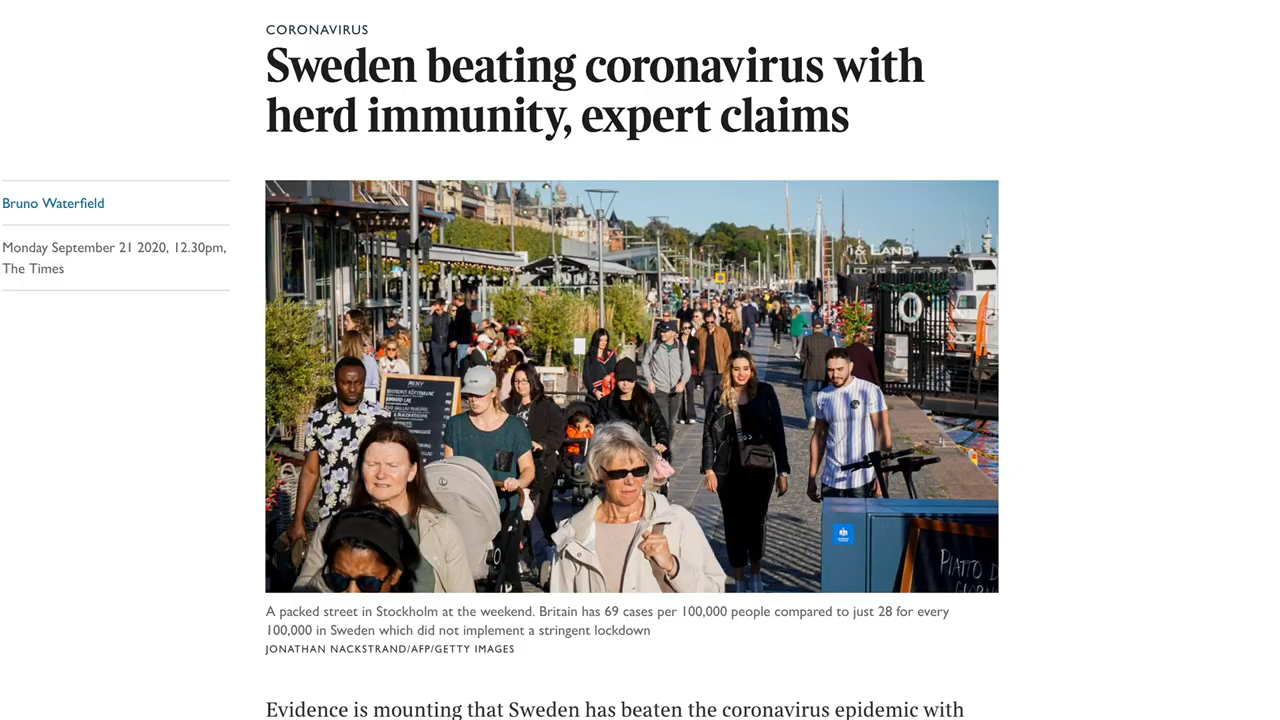 CORONAVIRUS
Sweden beating coronavirus with
herd immunity, expert claims
Bruno Waterfield
Monday September 21 2020, 12.30pm,
The Times
MENY
PIATTO D
A packed street in Stockholm at the weekend. Britain has 69 cases per 100,000 people compared to just 28 for every
100,000 in Sweden which did not implement a stringent lockdown
JONATHAN NACKSTRAND/AFP/GETTY IMAGES
Evidence is mounting that Sweden has beaten the coronavirus epidemic with